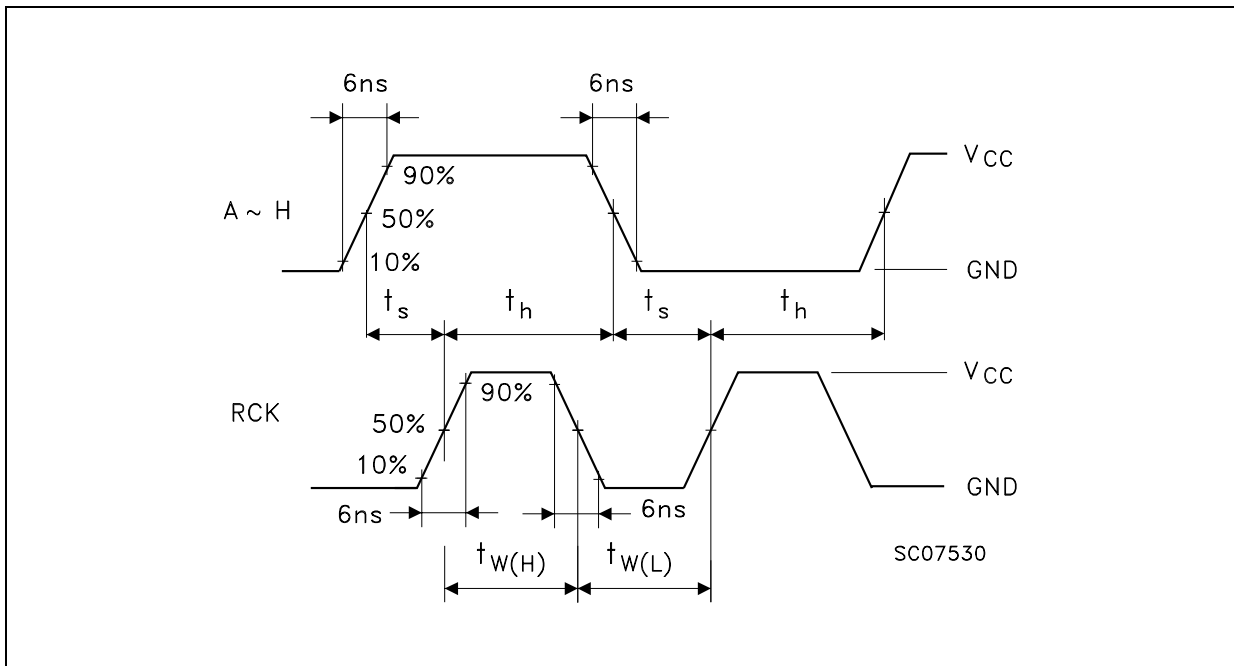 6ns
6ns
VCC
90%
A ~ H
50%
10%
GND
ts
th
ts
th
VCC
90%
RCK
50%
10%
GND
6ns
6ns
tW(H)
tW(L)
SC07530